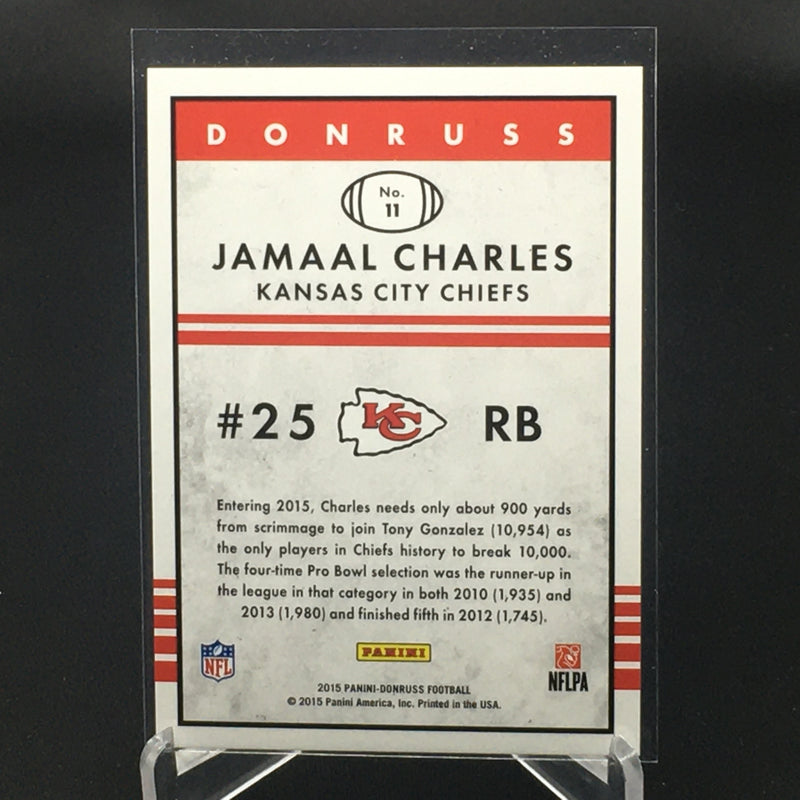 DONRUSS
No.
11
JAMAAL CHARLES
KANSAS CITY CHIEFS
#25 KC RB
Entering 2015, Charles needs only about 900 yards
from scrimmage to join Tony Gonzalez (10,954) as
the only players in Chiefs history to break 10,000.
The four-time Pro Bowl selection was the runner-up in
the league in that category in both 2010 (1,935) and
2013 (1,980) and finished fifth in 2012 (1,745).
NFL PANINI NFLPA
2015 PANINI-DONRUSS FOOTBALL
© 2015 Panini America, Inc. Printed in the USA.